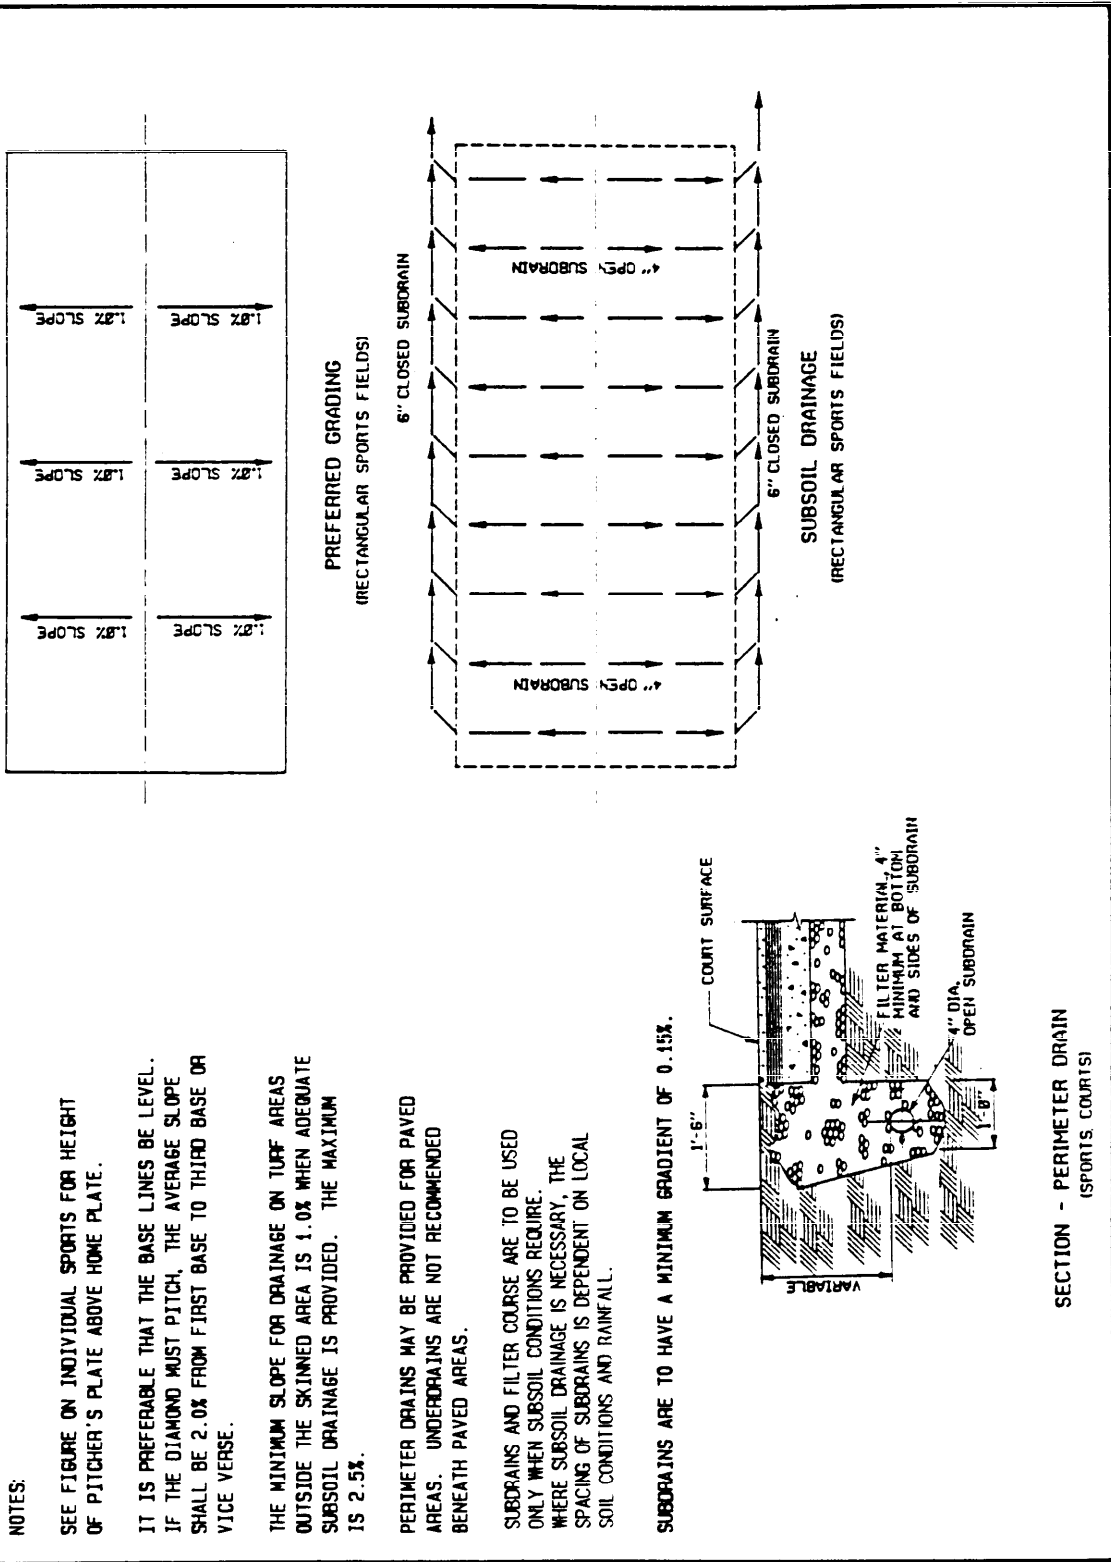 NOTES:
SEE FIGURE ON INDIVIDUAL SPORTS FOR HEIGHT
OF PITCHER'S PLATE ABOVE HOME PLATE.
IT IS PREFERABLE THAT THE BASE LINES BE LEVEL.
IF THE DIAMOND MUST PITCH, THE AVERAGE SLOPE
SHALL BE 2.0% FROM FIRST BASE TO THIRD BASE OR
VICE VERSE.
THE MINIMUM SLOPE FOR DRAINAGE ON TURF AREAS
OUTSIDE THE SKINNED AREA IS 1.0% WHEN ADEQUATE
SUBSOIL DRAINAGE IS PROVIDED. THE MAXIMUM
IS 2.5%.
PERIMETER DRAINS MAY BE PROVIDED FOR PAVED
AREAS. UNDERDRAINS ARE NOT RECOMMENDED
BENEATH PAVED AREAS.
SUBDRAINS AND FILTER COURSE ARE TO BE USED
ONLY WHEN SUBSOIL CONDITIONS REQUIRE.
WHERE SUBSOIL DRAINAGE IS NECESSARY, THE
SPACING OF SUBDRAINS IS DEPENDENT ON LOCAL
SOIL CONDITIONS AND RAINFALL.
SUBDRAINS ARE TO HAVE A MINIMUM GRADIENT OF 0.15%.
1.0% SLOPE
1.0% SLOPE
1.0% SLOPE
1.0% SLOPE
1.0% SLOPE
1.0% SLOPE
PREFERRED GRADING
(RECTANGULAR SPORTS FIELDS)
6" CLOSED SUBDRAIN
4" OPEN SUBDRAIN
4" OPEN SUBDRAIN
6" CLOSED SUBDRAIN
SUBSOIL DRAINAGE
(RECTANGULAR SPORTS FIELDS)
COURT SURFACE
1'-6"
VARIABLE
FILTER MATERIAL, 4"
MINIMUM AT BOTTOM
AND SIDES OF SUBDRAIN
4" DIA.
OPEN SUBDRAIN
1'-0"
SECTION - PERIMETER DRAIN
(SPORTS COURTS)